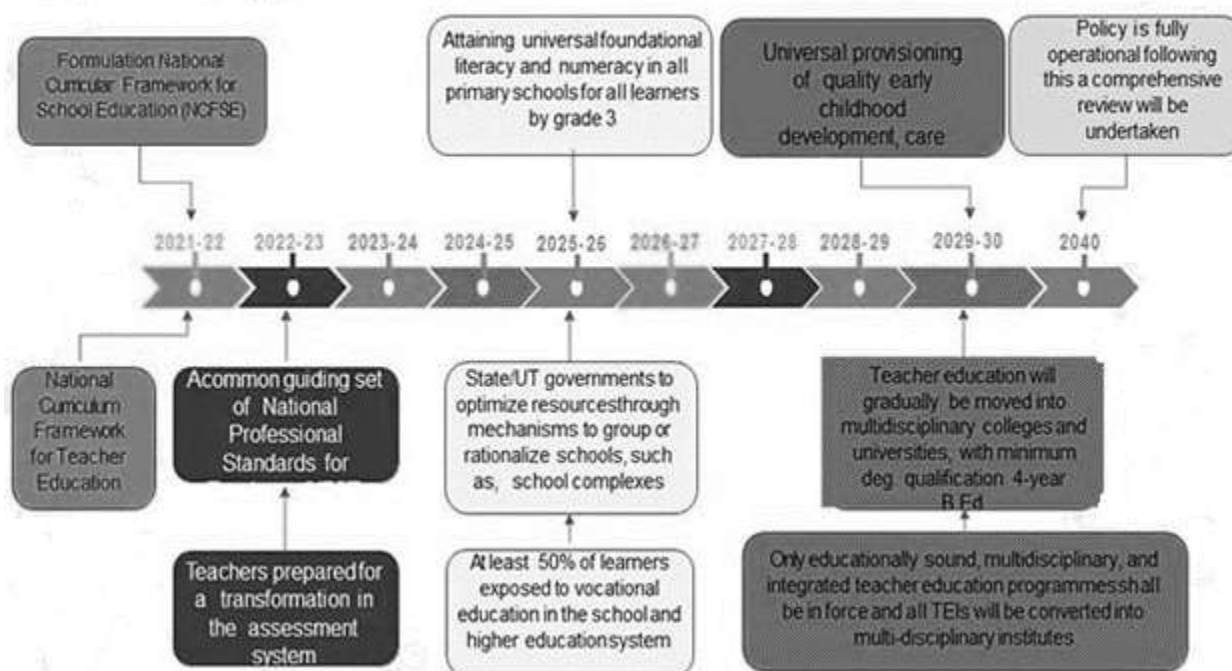 Formulation National
Curricular Framework for
School Education (NCFSE)
Attaining universal foundational
literacy and numeracy in all
primary schools for all learners
by grade 3
Universal provisioning
of quality early
childhood
development, care
Policy is fully
operational following
this a comprehensive
review will be
undertaken
2021-22 2022-23 2023-24 2024-25 2025-26 2026-27 2027-28 2028-29 2029-30 2040
National
Curriculum
Framework
for Teacher
Education
Acommon guiding set
of National
Professional
Standards for
State/UT governments to
optimize resourcesthrough
mechanisms to group or
rationalize schools, such
as, school complexes
Teacher education will
gradually be moved into
multidisciplinary colleges and
universities, with minimum
deg. qualification 4-year
B.Ed
Teachers prepared for
a transformation in
the assessment
system
At least 50% of learners
exposed to vocational
education in the school and
higher education system
Only educationally sound, multidisciplinary, and
integrated teacher education programmes shall
be in force and all TEIs will be converted into
multi-disciplinary institutes